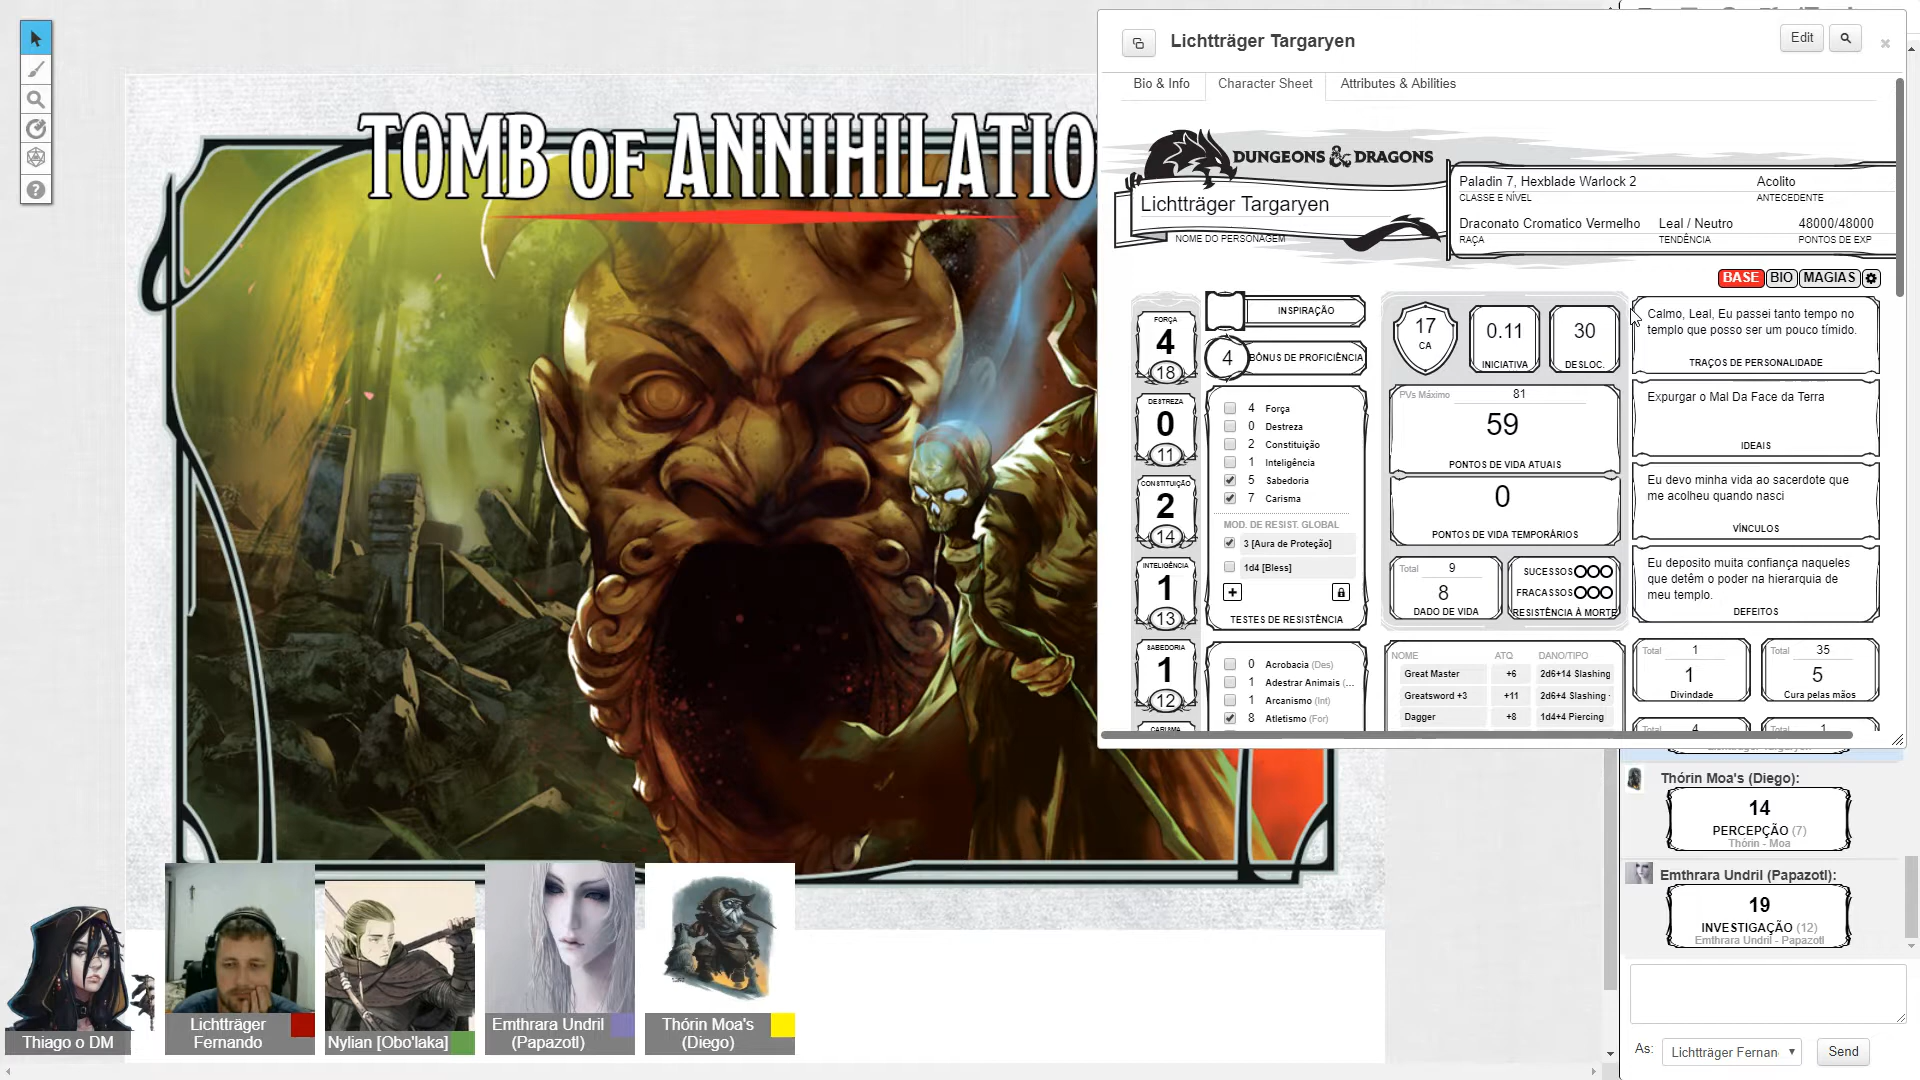 TOMB OF ANNIHILATIO
Lichtträger Targaryen
Edit
Bio & Info
Character Sheet
Attributes & Abilities
DUNGEONS & DRAGONS
Lichtträger Targaryen
NOME DO PERSONAGEM
Paladin 7, Hexblade Warlock 2
Acolito
CLASSE E NÍVEL
ANTECEDENTE
Draconato Cromatico Vermelho
Leal / Neutro
48000/48000
RAÇA
TENDÊNCIA
PONTOS DE EXP
BASE
BIO
MAGIAS
FORÇA
4
18
DESTREZA
0
11
CONSTITUIÇÃO
2
14
INTELIGÊNCIA
1
13
SABEDORIA
1
12
CARISMA
INSPIRAÇÃO
4
BÔNUS DE PROFICIÊNCIA
4 Força
0 Destreza
2 Constituição
1 Inteligência
5 Sabedoria
7 Carisma
MOD. DE RESIST. GLOBAL
3 [Aura de Proteção]
1d4 [Bless]
TESTES DE RESISTÊNCIA
0 Acrobacia (Des)
1 Adestrar Animais (...
1 Arcanismo (Int)
8 Atletismo (For)
17
CA
0.11
INICIATIVA
30
DESLOC.
PVs Máximo
81
59
PONTOS DE VIDA ATUAIS
0
PONTOS DE VIDA TEMPORÁRIOS
Total
9
8
DADO DE VIDA
SUCESSOS
FRACASSOS
RESISTÊNCIA À MORTE
NOME ATQ DANO/TIPO
Great Master +6 2d6+14 Slashing
Greatsword +3 +11 2d6+4 Slashing
Dagger +8 1d4+4 Piercing
Calmo, Leal, Eu passei tanto tempo no
templo que posso ser um pouco tímido.
TRAÇOS DE PERSONALIDADE
Expurgar o Mal Da Face da Terra
IDEAIS
Eu devo minha vida ao sacerdote que
me acolheu quando nasci
VÍNCULOS
Eu deposito muita confiança naqueles
que detêm o poder na hierarquia de
meu templo.
DEFEITOS
Total
1
1
Divindade
Total
35
5
Cura pelas mãos
Total
4
Total
1
Lichtträger Targaryen
Thórin Moa's (Diego):
14
PERCEPÇÃO (7)
Thórin - Moa
Emthrara Undril (Papazotl):
19
INVESTIGAÇÃO (12)
Emthrara Undril - Papazotl
As:
Lichtträger Fernan
Send
Thiago o DM
Lichtträger
Fernando
Nylian [Obo'laka]
Emthrara Undril
(Papazotl)
Thórin Moa's
(Diego)